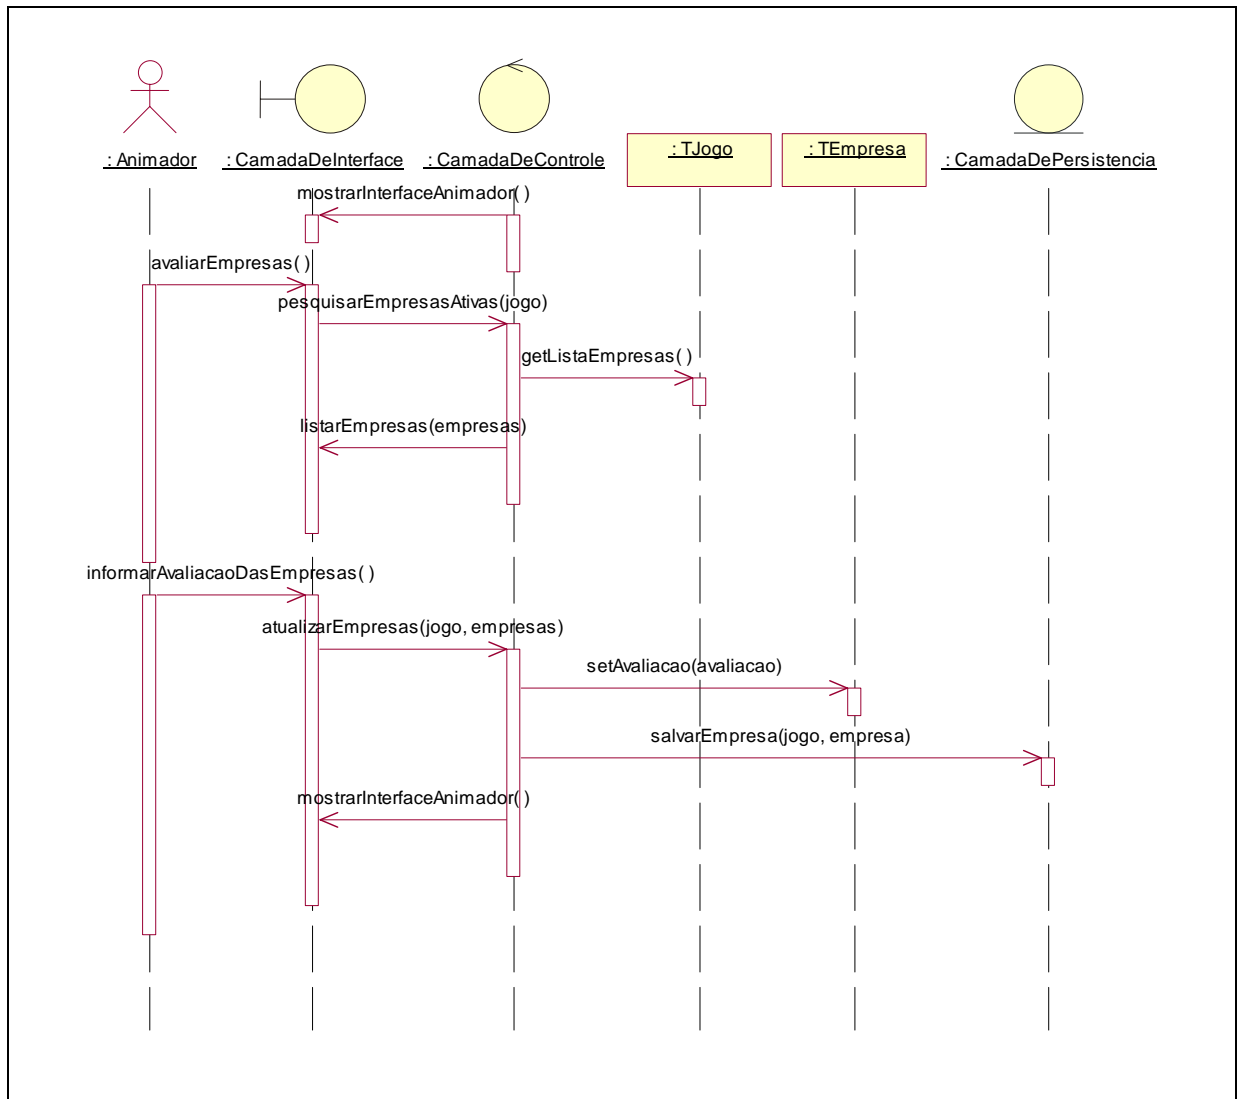 : Animador
: CamadaDeInterface
: CamadaDeControle
: TJogo
: TEmpresa
: CamadaDePersistencia
mostrarInterfaceAnimador( )
avaliarEmpresas( )
pesquisarEmpresasAtivas(jogo)
getListaEmpresas( )
listarEmpresas(empresas)
informarAvaliacaoDasEmpresas( )
atualizarEmpresas(jogo, empresas)
setAvaliacao(avaliacao)
salvarEmpresa(jogo, empresa)
mostrarInterfaceAnimador( )